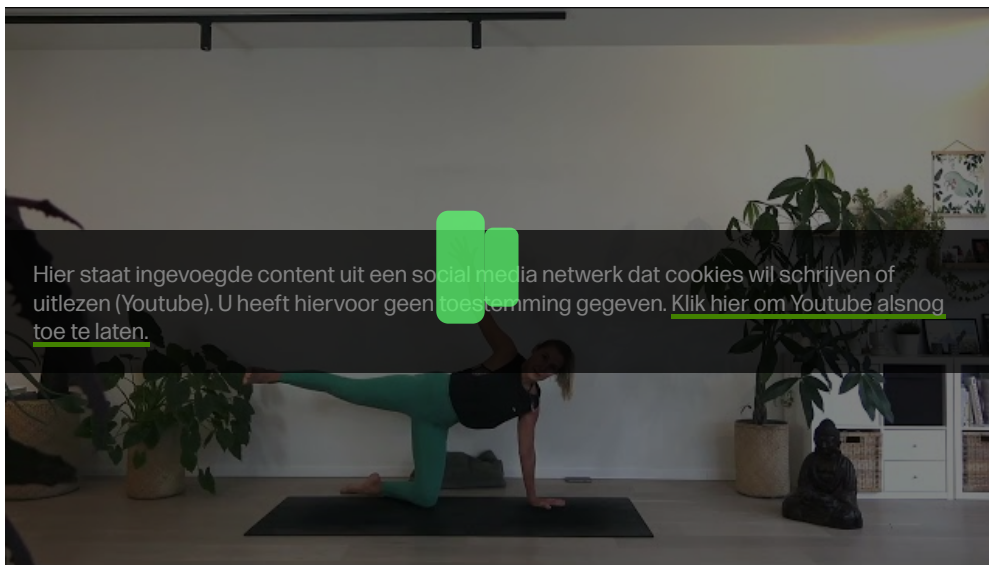 Hier staat ingevoegde content uit een social media netwerk dat cookies wil schrijven of
uitlezen (Youtube). U heeft hiervoor geen toestemming gegeven. Klik hier om Youtube alsnog
toe te laten.